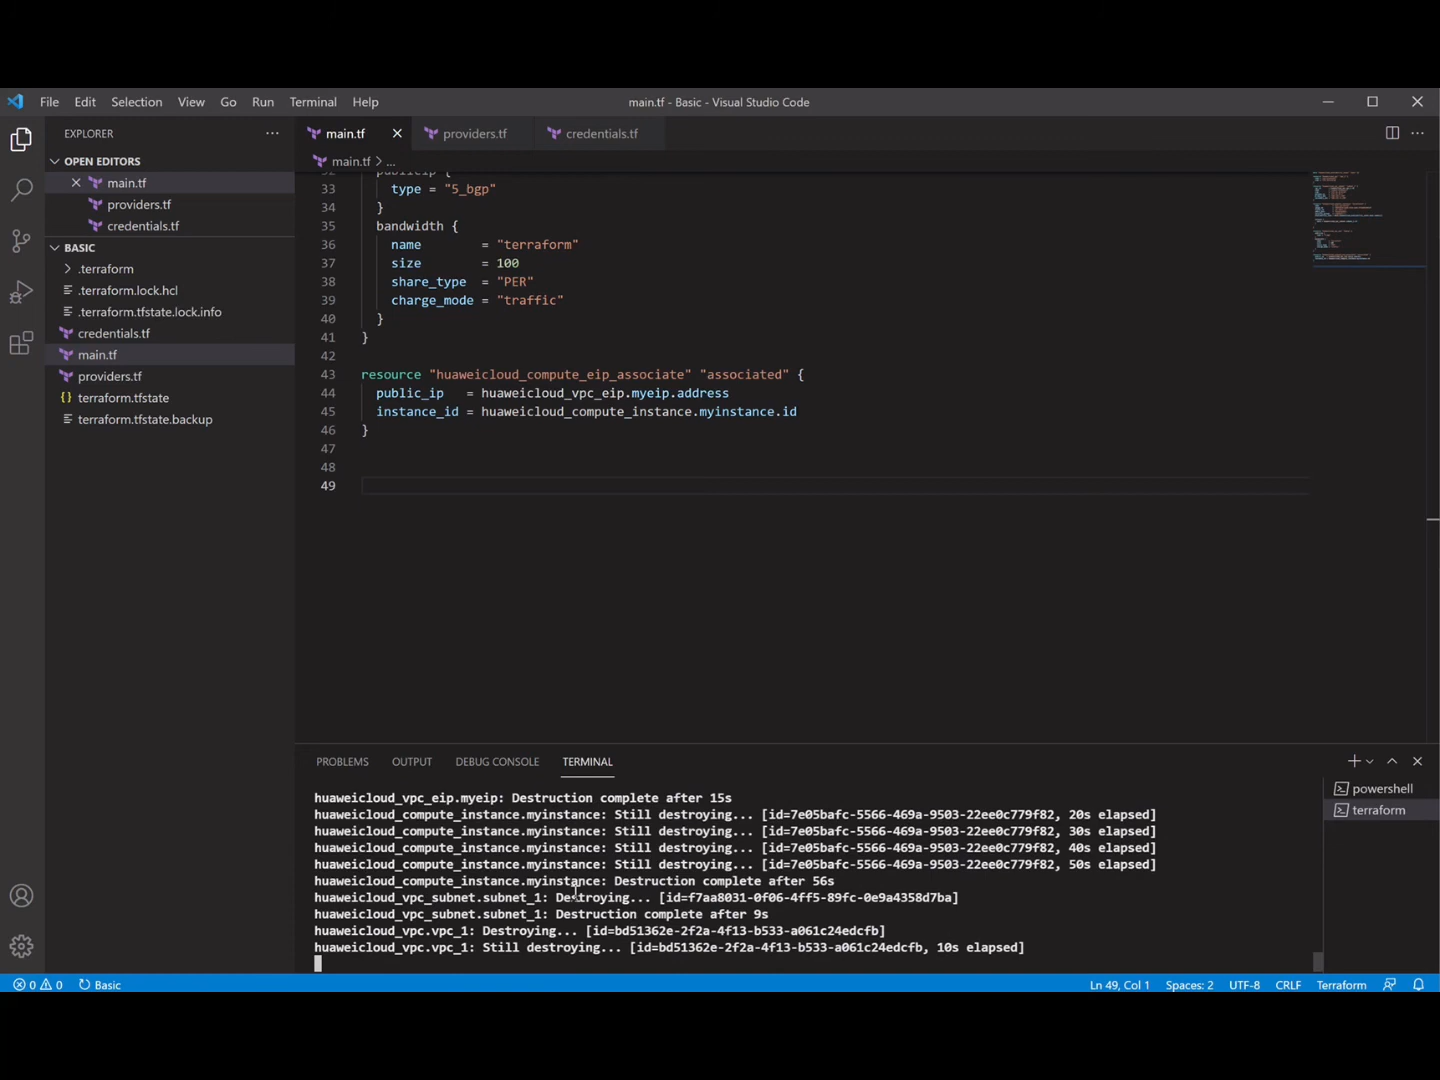 File Edit Selection View Go Run Terminal Help
main.tf - Basic - Visual Studio Code
EXPLORER
OPEN EDITORS
main.tf
providers.tf
credentials.tf
BASIC
.terraform
.terraform.lock.hcl
.terraform.tfstate.lock.info
credentials.tf
main.tf
providers.tf
terraform.tfstate
terraform.tfstate.backup
main.tf providers.tf credentials.tf
main.tf > ...
32 publicip {
33 type = "5_bgp"
34 }
35 bandwidth {
36 name = "terraform"
37 size = 100
38 share_type = "PER"
39 charge_mode = "traffic"
40 }
41 }
42
43 resource "huaweicloud_compute_eip_associate" "associated" {
44 public_ip = huaweicloud_vpc_eip.myeip.address
45 instance_id = huaweicloud_compute_instance.myinstance.id
46 }
47
48
49
PROBLEMS OUTPUT DEBUG CONSOLE TERMINAL
huaweicloud_vpc_eip.myeip: Destruction complete after 15s
huaweicloud_compute_instance.myinstance: Still destroying... [id=7e05bafc-5566-469a-9503-22ee0c779f82, 20s elapsed]
huaweicloud_compute_instance.myinstance: Still destroying... [id=7e05bafc-5566-469a-9503-22ee0c779f82, 30s elapsed]
huaweicloud_compute_instance.myinstance: Still destroying... [id=7e05bafc-5566-469a-9503-22ee0c779f82, 40s elapsed]
huaweicloud_compute_instance.myinstance: Still destroying... [id=7e05bafc-5566-469a-9503-22ee0c779f82, 50s elapsed]
huaweicloud_compute_instance.myinstance: Destruction complete after 56s
huaweicloud_vpc_subnet.subnet_1: Destroying... [id=f7aa8031-0f06-4ff5-89fc-0e9a4358d7ba]
huaweicloud_vpc_subnet.subnet_1: Destruction complete after 9s
huaweicloud_vpc.vpc_1: Destroying... [id=bd51362e-2f2a-4f13-b533-a061c24edcfb]
huaweicloud_vpc.vpc_1: Still destroying... [id=bd51362e-2f2a-4f13-b533-a061c24edcfb, 10s elapsed]
powershell
terraform
0 0 Basic
Ln 49, Col 1 Spaces: 2 UTF-8 CRLF Terraform